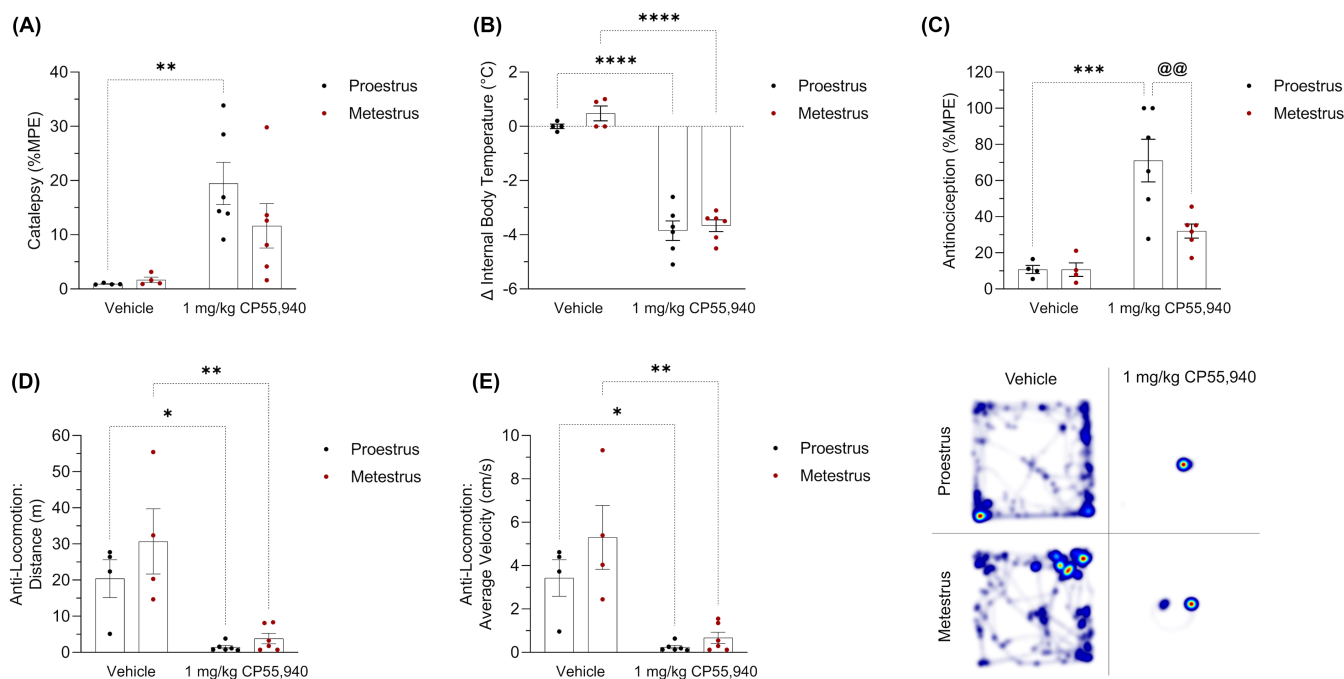 (A)
**
Catalepsy (%MPE)
40
30
20
10
0
Vehicle
1 mg/kg CP55,940
Proestrus
Metestrus
(B)
****
****
Δ Internal Body Temperature (°C)
2
0
-2
-4
-6
Vehicle
1 mg/kg CP55,940
Proestrus
Metestrus
(C)
***
@@
Antinociception (%MPE)
120
100
80
60
40
20
0
Vehicle
1 mg/kg CP55,940
Proestrus
Metestrus
(D)
**
*
Anti-Locomotion:
Distance (m)
60
50
40
30
20
10
0
Vehicle
1 mg/kg CP55,940
Proestrus
Metestrus
(E)
**
*
Anti-Locomotion:
Average Velocity (cm/s)
10
8
6
4
2
0
Vehicle
1 mg/kg CP55,940
Proestrus
Metestrus
Vehicle
1 mg/kg CP55,940
Proestrus
Metestrus